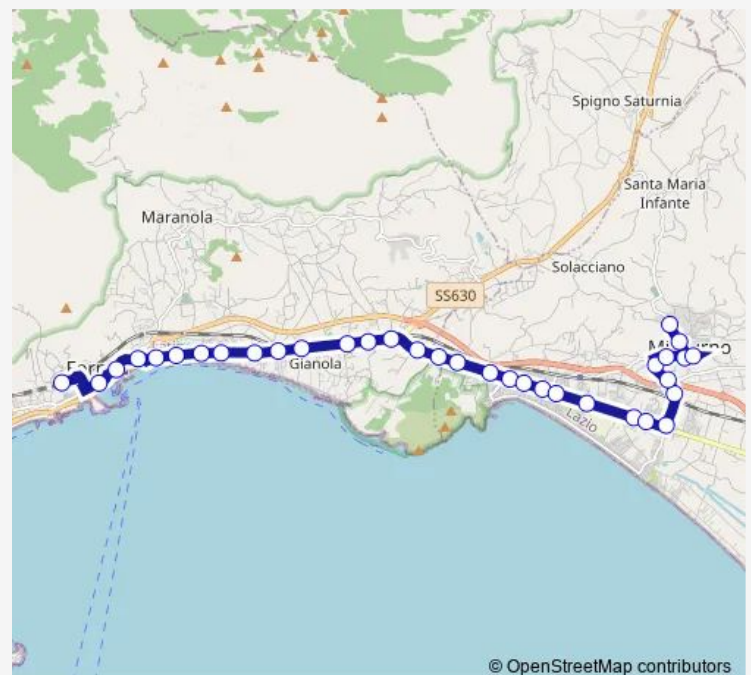 Spigno Saturnia
Santa Maria
Infante
Maranola
Solacciano
SS630
Gianola
Lazio
© OpenStreetMap contributors